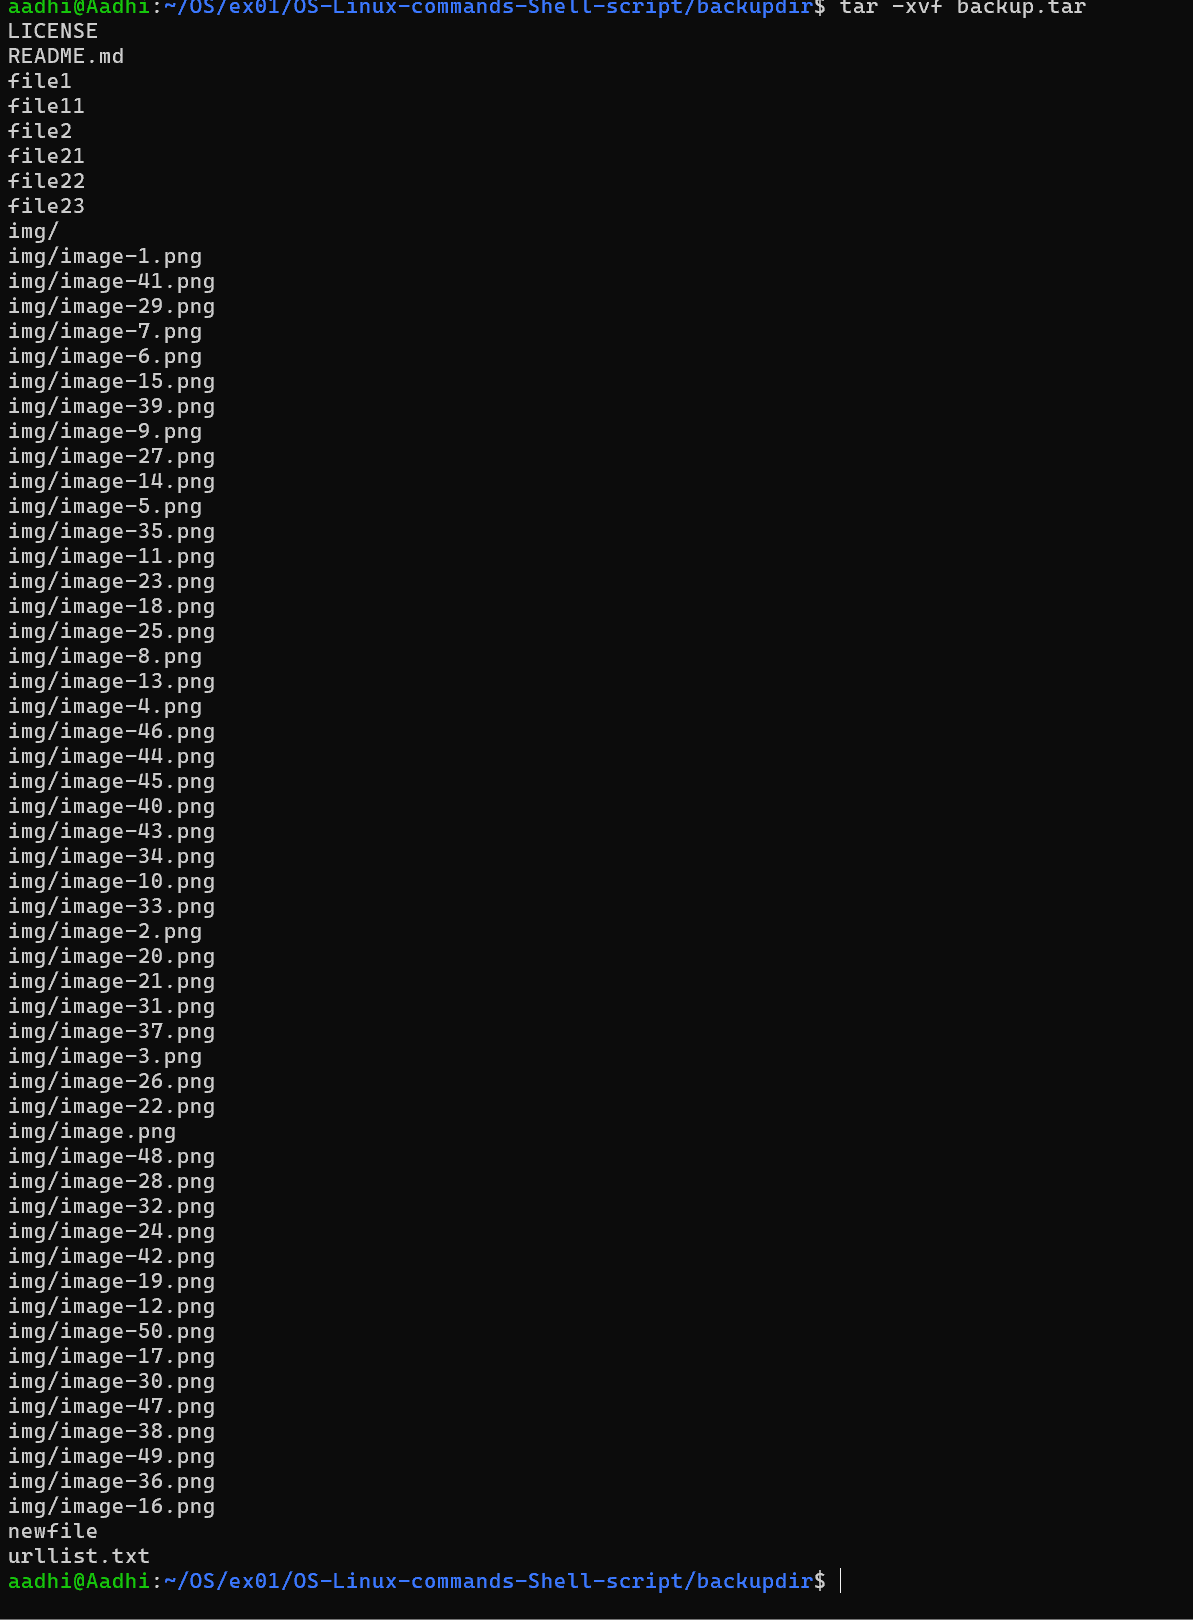 aadhi@Aadhi:~/OS/ex01/OS-Linux-commands-Shell-script/backupdir$ tar -xvf backup.tar
LICENSE
README.md
file1
file11
file2
file21
file22
file23
img/
img/image-1.png
img/image-41.png
img/image-29.png
img/image-7.png
img/image-6.png
img/image-15.png
img/image-39.png
img/image-9.png
img/image-27.png
img/image-14.png
img/image-5.png
img/image-35.png
img/image-11.png
img/image-23.png
img/image-18.png
img/image-25.png
img/image-8.png
img/image-13.png
img/image-4.png
img/image-46.png
img/image-44.png
img/image-45.png
img/image-40.png
img/image-43.png
img/image-34.png
img/image-10.png
img/image-33.png
img/image-2.png
img/image-20.png
img/image-21.png
img/image-31.png
img/image-37.png
img/image-3.png
img/image-26.png
img/image-22.png
img/image.png
img/image-48.png
img/image-28.png
img/image-32.png
img/image-24.png
img/image-42.png
img/image-19.png
img/image-12.png
img/image-50.png
img/image-17.png
img/image-30.png
img/image-47.png
img/image-38.png
img/image-49.png
img/image-36.png
img/image-16.png
newfile
urllist.txt
aadhi@Aadhi:~/OS/ex01/OS-Linux-commands-Shell-script/backupdir$